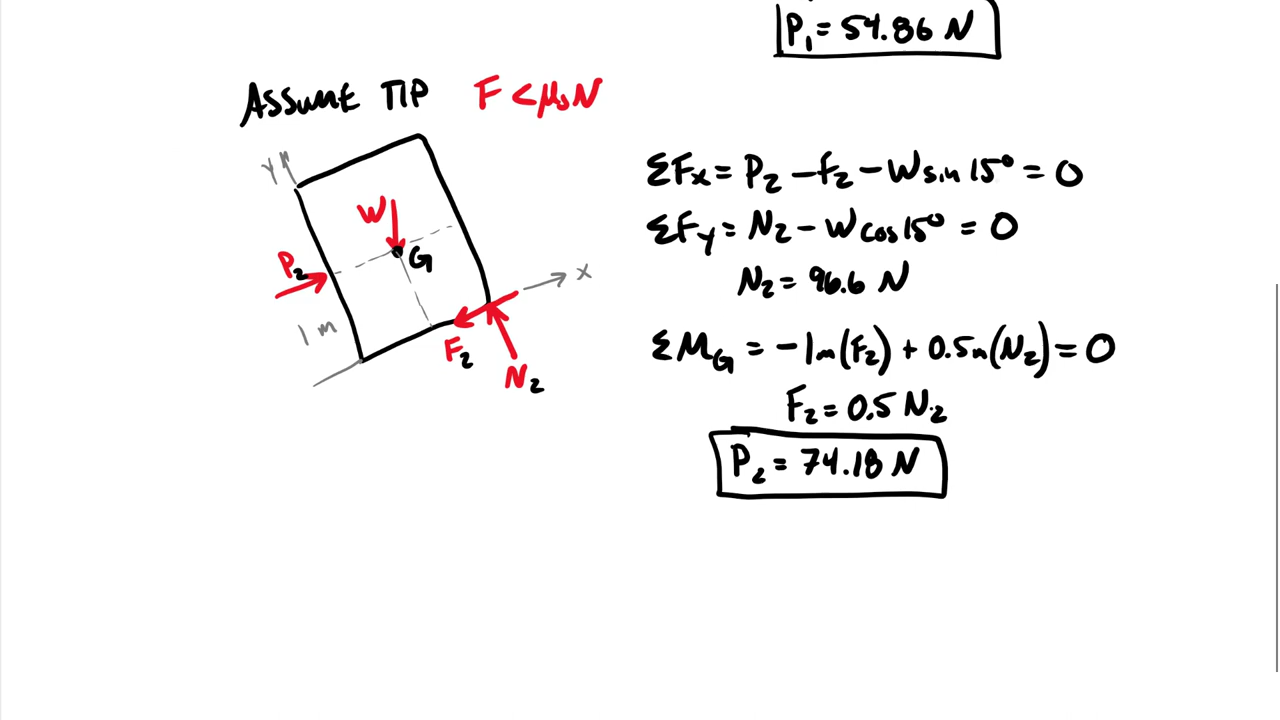 P₁ = 54.86 N
ASSUME TIP F < μₛN
ΣFx = P₂ − f₂ − W sin 15° = 0
ΣFy = N₂ − W cos 15° = 0
N₂ = 96.6 N
ΣM_G = −1m(F₂) + 0.5m(N₂) = 0
F₂ = 0.5 N₂
P₂ = 74.18 N
Y
W
G
P₂
X
1 m
F₂
N₂